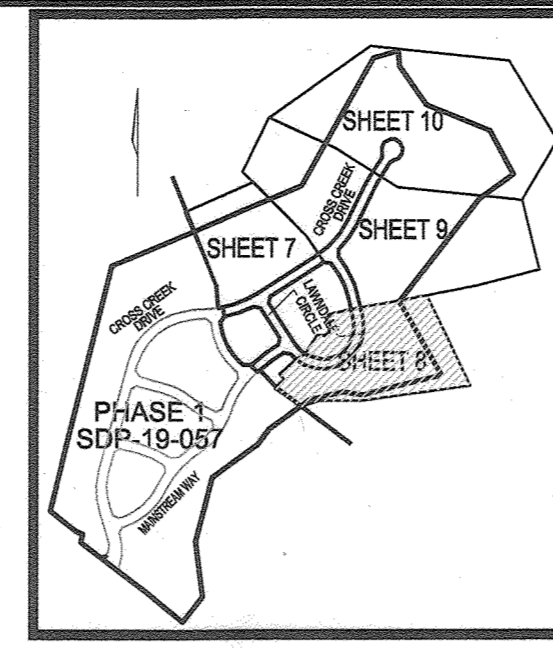 SHEET 10
CROSS CREEK
DRIVE
SHEET 9
SHEET 7
LAWNDALE
CIRCLE
CROSS CREEK
DRIVE
SHEET 8
PHASE 1
SDP-19-057
MAINSTREAM WAY